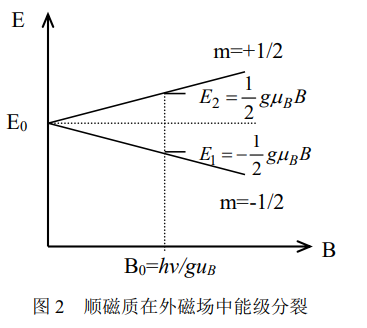 E
m=+1/2
E₂ = 1/2 gμ_B B
E₀
E₁ = −1/2 gμ_B B
m=-1/2
B
B₀=hν/gu_B
图 2 顺磁质在外磁场中能级分裂